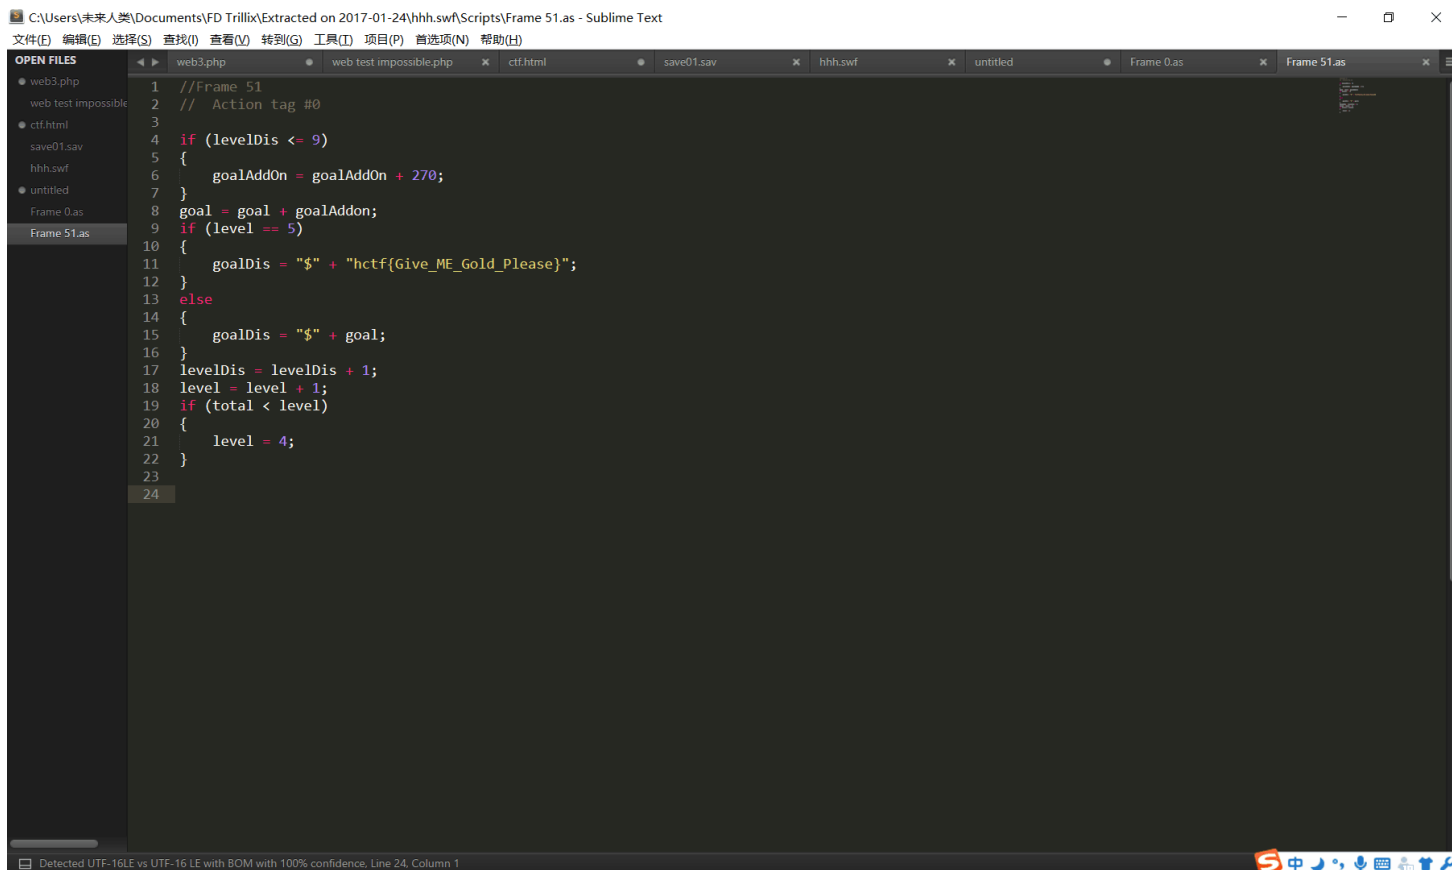 C:\Users\未来人类\Documents\FD Trillix\Extracted on 2017-01-24\hhh.swf\Scripts\Frame 51.as - Sublime Text
文件(F) 编辑(E) 选择(S) 查找(I) 查看(V) 转到(G) 工具(T) 项目(P) 首选项(N) 帮助(H)
OPEN FILES
web3.php
web test impossible
ctf.html
save01.sav
hhh.swf
untitled
Frame 0.as
Frame 51.as
web3.php web test impossible.php ctf.html save01.sav hhh.swf untitled Frame 0.as Frame 51.as
1 //Frame 51
2 //  Action tag #0
3
4 if (levelDis <= 9)
5 {
6     goalAddOn = goalAddOn + 270;
7 }
8 goal = goal + goalAddon;
9 if (level == 5)
10 {
11     goalDis = "$" + "hctf{Give_ME_Gold_Please}";
12 }
13 else
14 {
15     goalDis = "$" + goal;
16 }
17 levelDis = levelDis + 1;
18 level = level + 1;
19 if (total < level)
20 {
21     level = 4;
22 }
23
24
Detected UTF-16LE vs UTF-16 LE with BOM with 100% confidence, Line 24, Column 1
中